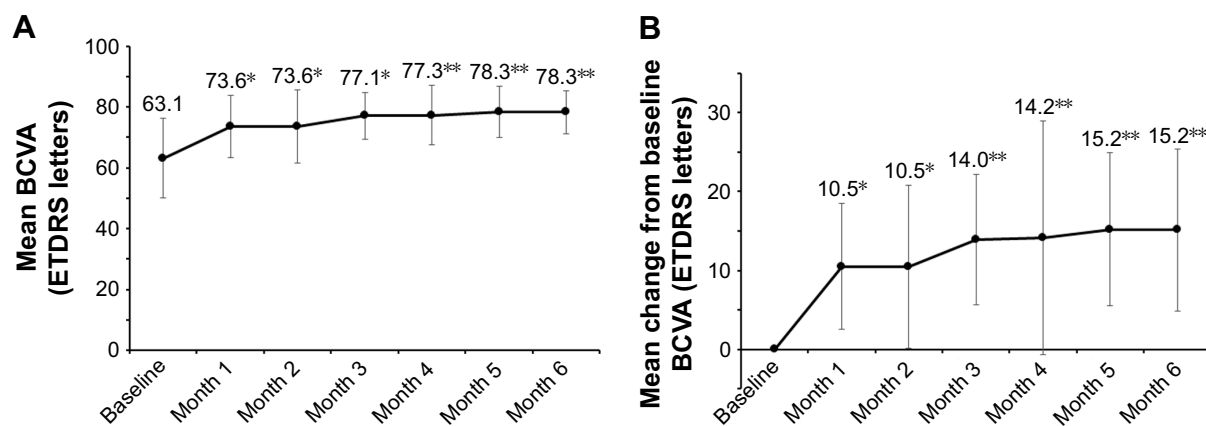 A
Mean BCVA
(ETDRS letters)
100
80
60
40
20
0
63.1
73.6*
73.6*
77.1*
77.3**
78.3**
78.3**
Baseline
Month 1
Month 2
Month 3
Month 4
Month 5
Month 6
B
Mean change from baseline
BCVA (ETDRS letters)
30
20
10
0
10.5*
10.5*
14.0**
14.2**
15.2**
15.2**
Baseline
Month 1
Month 2
Month 3
Month 4
Month 5
Month 6